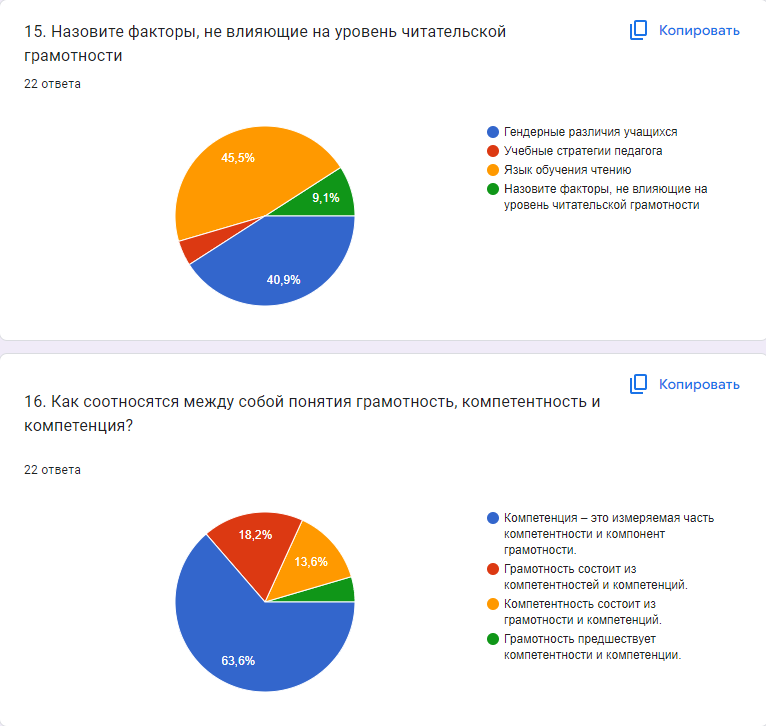 15. Назовите факторы, не влияющие на уровень читательской
грамотности
Копировать
22 ответа
45,5%
9,1%
40,9%
Гендерные различия учащихся
Учебные стратегии педагога
Язык обучения чтению
Назовите факторы, не влияющие на
уровень читательской грамотности
Копировать
16. Как соотносятся между собой понятия грамотность, компетентность и
компетенция?
22 ответа
18,2%
13,6%
63,6%
Компетенция – это измеряемая часть
компетентности и компонент
грамотности.
Грамотность состоит из
компетентностей и компетенций.
Компетентность состоит из
грамотности и компетенций.
Грамотность предшествует
компетентности и компетенции.